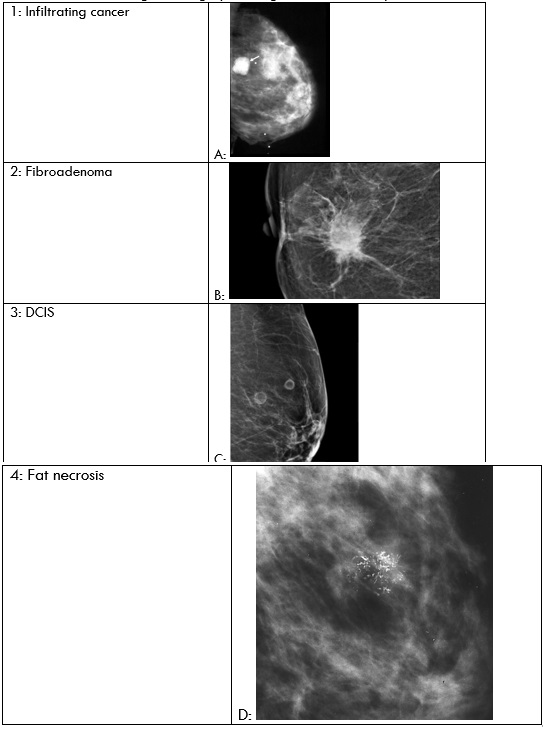 1: Infiltrating cancer
A:
2: Fibroadenoma
B:
3: DCIS
C:
4: Fat necrosis
D: